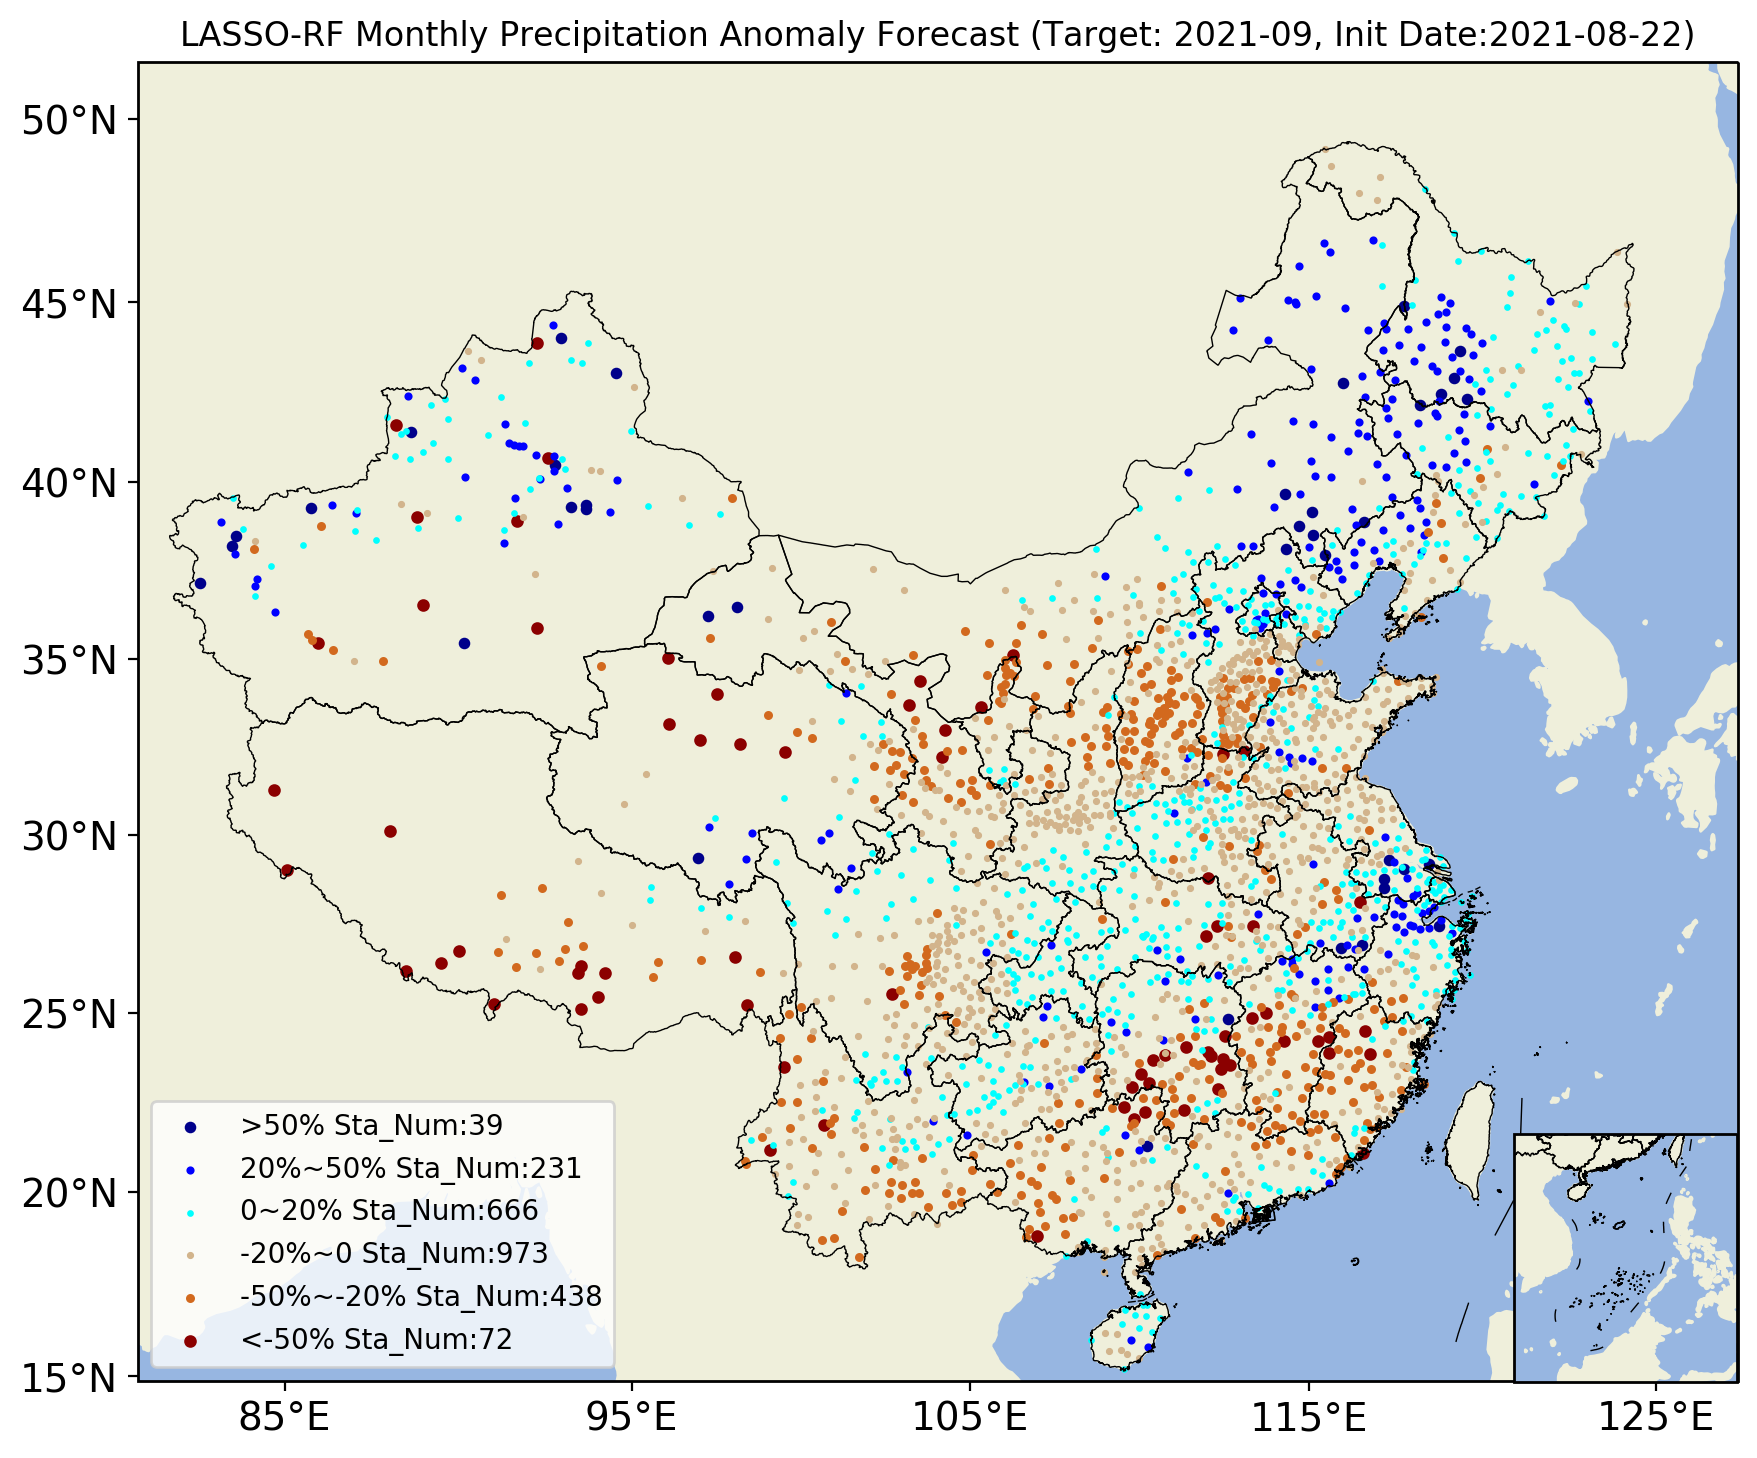 LASSO-RF Monthly Precipitation Anomaly Forecast (Target: 2021-09, Init Date:2021-08-22)
50°N
45°N
40°N
35°N
30°N
25°N
20°N
15°N
>50% Sta_Num:39
20%~50% Sta_Num:231
0~20% Sta_Num:666
-20%~0 Sta_Num:973
-50%~-20% Sta_Num:438
<-50% Sta_Num:72
85°E
95°E
105°E
115°E
125°E